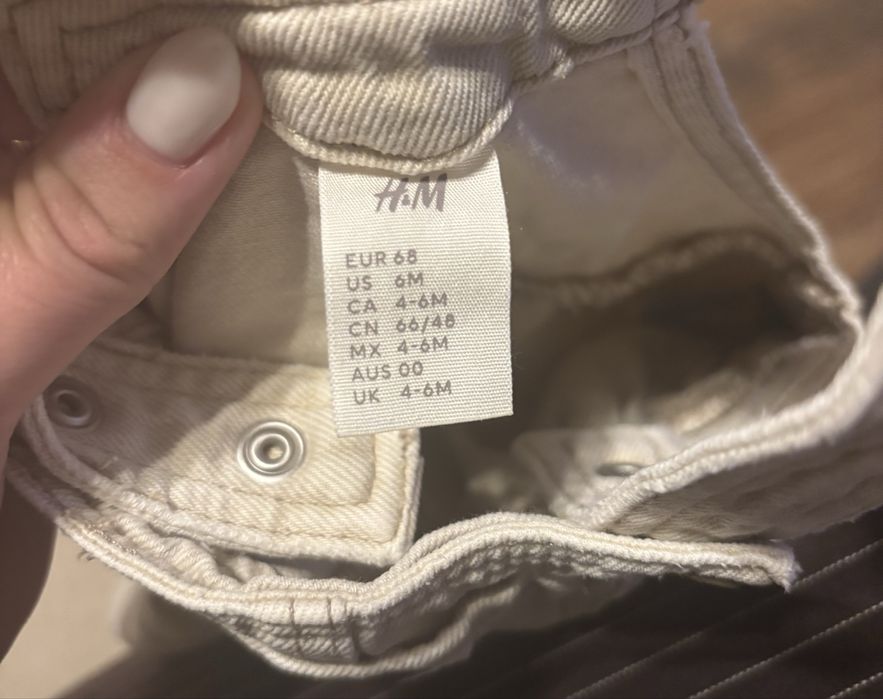 H&M
EUR 68
US 6M
CA 4-6M
CN 66/48
MX 4-6M
AUS 00
UK 4-6M